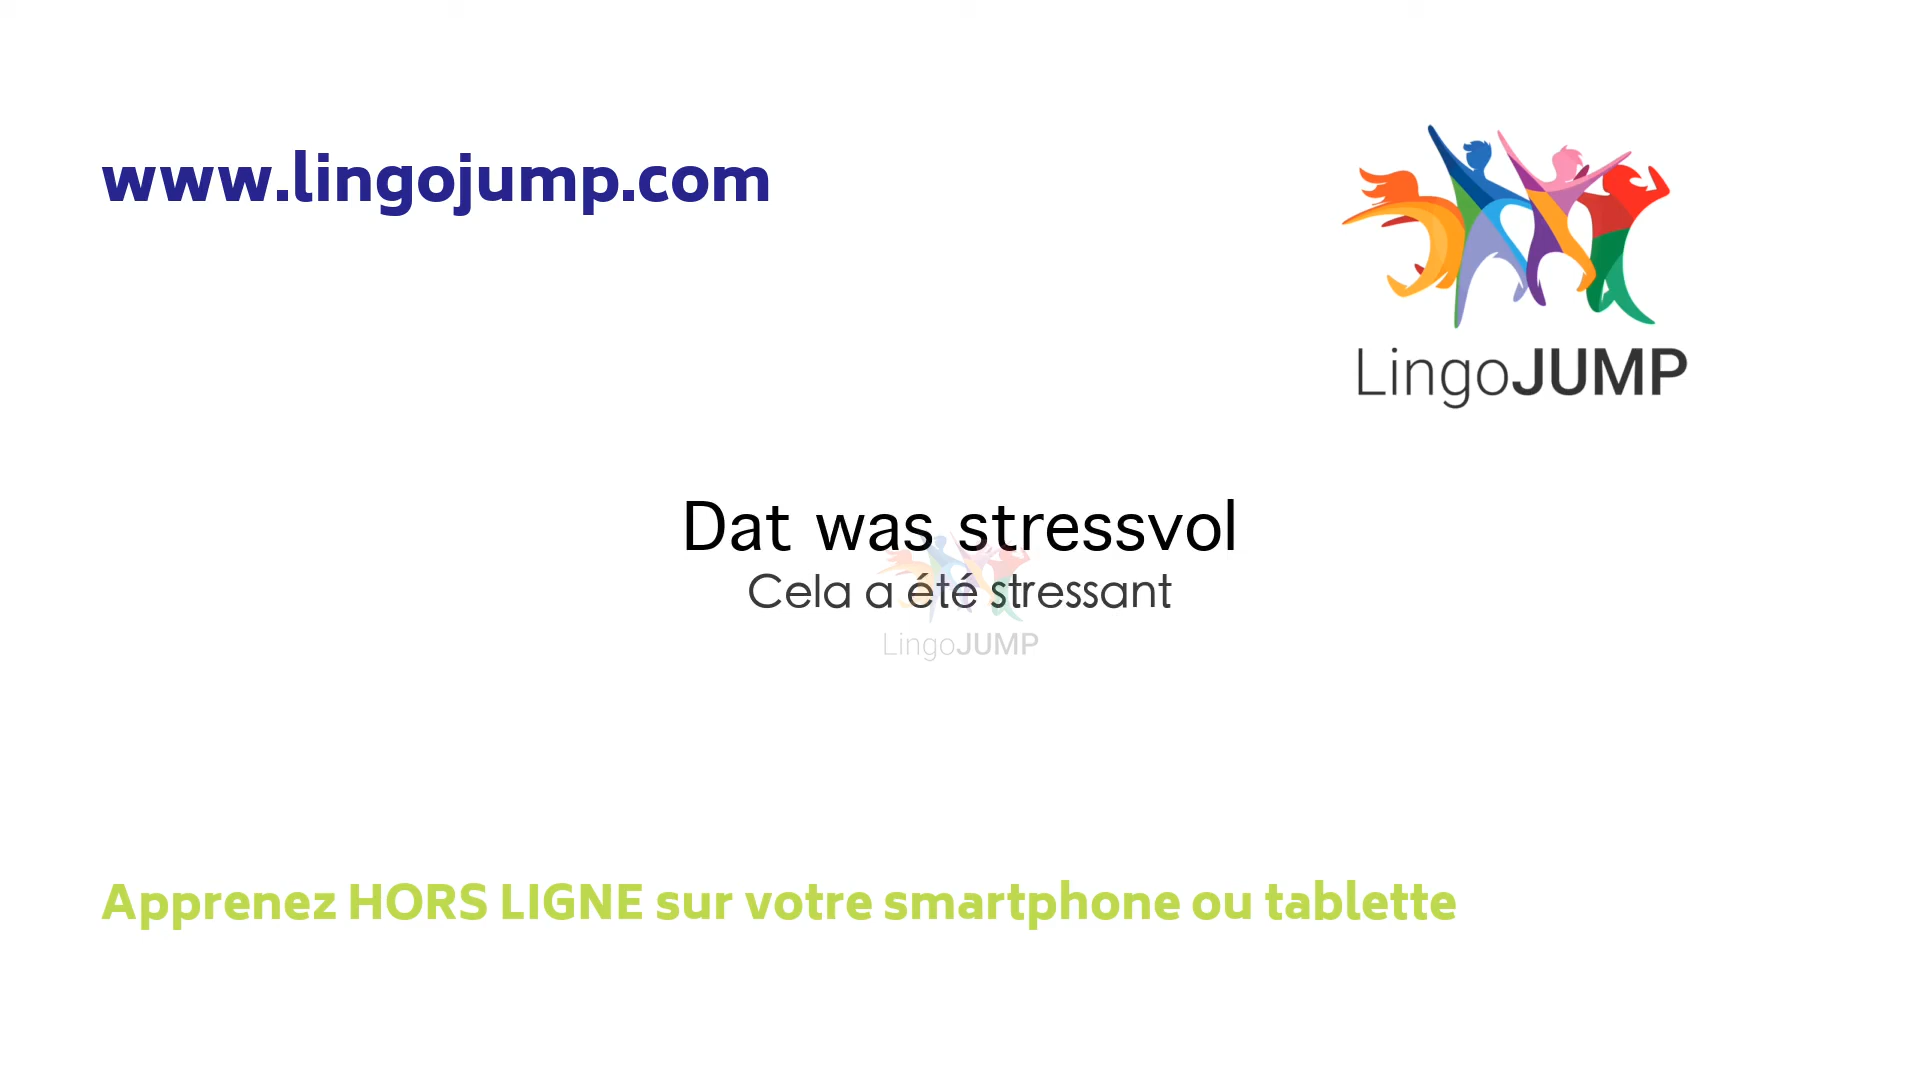 www.lingojump.com
LingoJUMP
Dat was stressvol
Cela a été stressant
LingoJUMP
Apprenez HORS LIGNE sur votre smartphone ou tablette